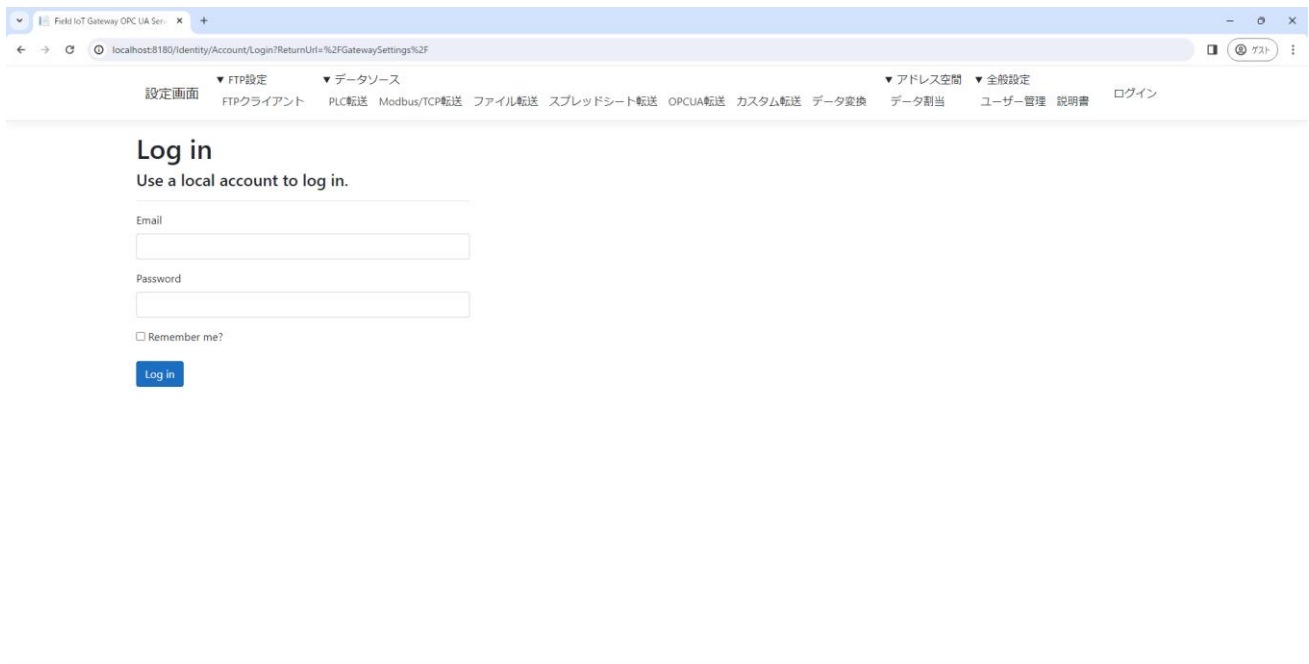 Field IoT Gateway OPC UA Ser
localhost:8180/Identity/Account/Login?ReturnUrl=%2FGatewaySettings%2F
ゲスト
設定画面
▼ FTP設定
▼ データソース
▼ アドレス空間
▼ 全般設定
FTPクライアント
PLC転送 Modbus/TCP転送 ファイル転送 スプレッドシート転送 OPCUA転送 カスタム転送 データ変換
データ割当
ユーザー管理 説明書
ログイン
Log in
Use a local account to log in.
Email
Password
Remember me?
Log in